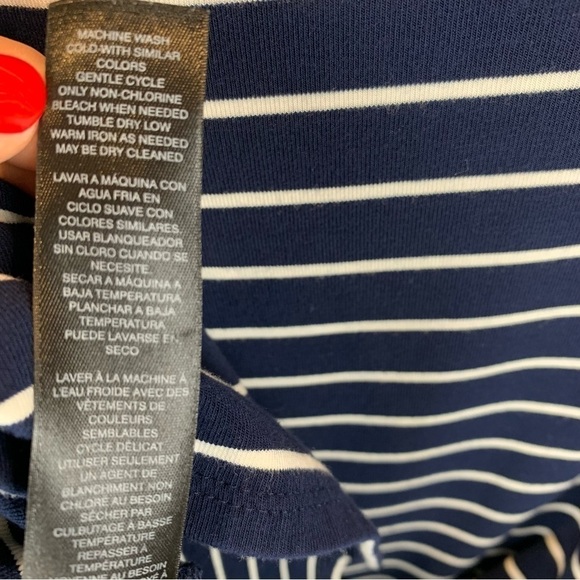 MACHINE WASH
COLD-WITH SIMILAR
COLORS
GENTLE CYCLE
ONLY NON-CHLORINE
BLEACH WHEN NEEDED
TUMBLE DRY LOW
WARM IRON AS NEEDED
MAY BE DRY CLEANED
LAVAR A MÁQUINA CON
AGUA FRIA EN
CICLO SUAVE CON
COLORES SIMILARES.
USAR BLANQUEADOR
SIN CLORO CUANDO SE
NECESITE.
SECAR A MÁQUINA A
BAJA TEMPERATURA
PLANCHAR A BAJA
TEMPERATURA
PUEDE LAVARSE EN
SECO
LAVER À LA MACHINE À
L'EAU FROIDE AVEC DES
VÊTEMENTS DE
COULEURS
SEMBLABLES
CYCLE DÉLICAT
UTILISER SEULEMENT
UN AGENT DE
BLANCHIMENT NON
CHLORÉ AU BESOIN
SÉCHER PAR
CULBUTAGE À BASSE
TEMPÉRATURE
REPASSER À
TEMPÉRATURE
MOYENNE AU BESOIN